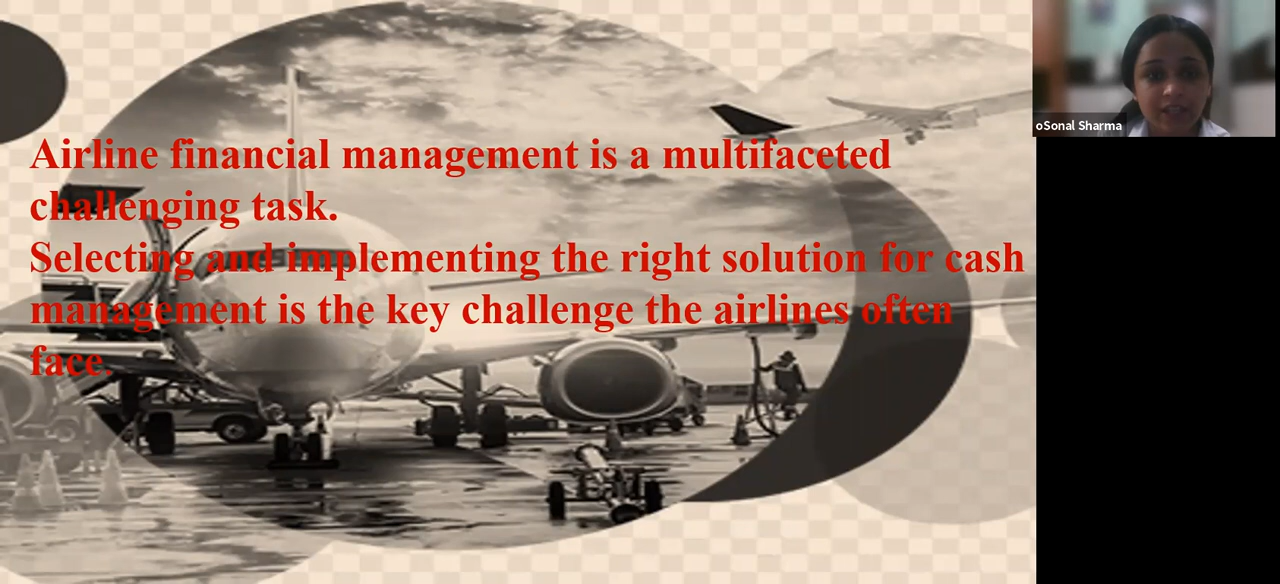 Airline financial management is a multifaceted
challenging task.
Selecting and implementing the right solution for cash
management is the key challenge the airlines often
face.
oSonal Sharma